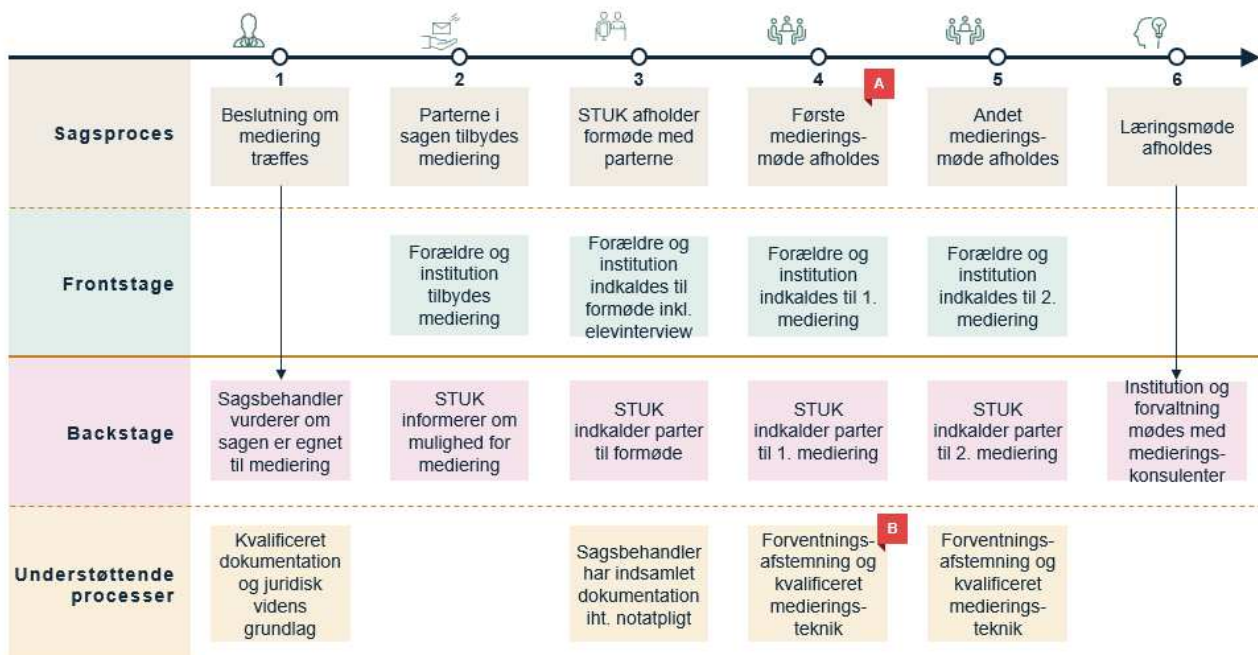 1
2
3
4
5
6
A
Sagsproces
Beslutning om
mediering
træffes
Parterne i
sagen tilbydes
mediering
STUK afholder
formøde med
parterne
Første
medierings-
møde afholdes
Andet
medierings-
møde afholdes
Læringsmøde
afholdes
Frontstage
Forældre og
institution
tilbydes
mediering
Forældre og
institution
indkaldes til
formøde inkl.
elevinterview
Forældre og
institution
indkaldes til 1.
mediering
Forældre og
institution
indkaldes til 2.
mediering
Backstage
Sagsbehandler
vurderer om
sagen er egnet
til mediering
STUK
informerer om
mulighed for
mediering
STUK
indkalder parter
til formøde
STUK
indkalder parter
til 1. mediering
STUK
indkalder parter
til 2. mediering
Institution og
forvaltning
mødes med
medierings-
konsulenter
Understøttende
processer
Kvalificeret
dokumentation
og juridisk
videns
grundlag
Sagsbehandler
har indsamlet
dokumentation
iht. notatpligt
B
Forventnings-
afstemning og
kvalificeret
medierings-
teknik
Forventnings-
afstemning og
kvalificeret
medierings-
teknik